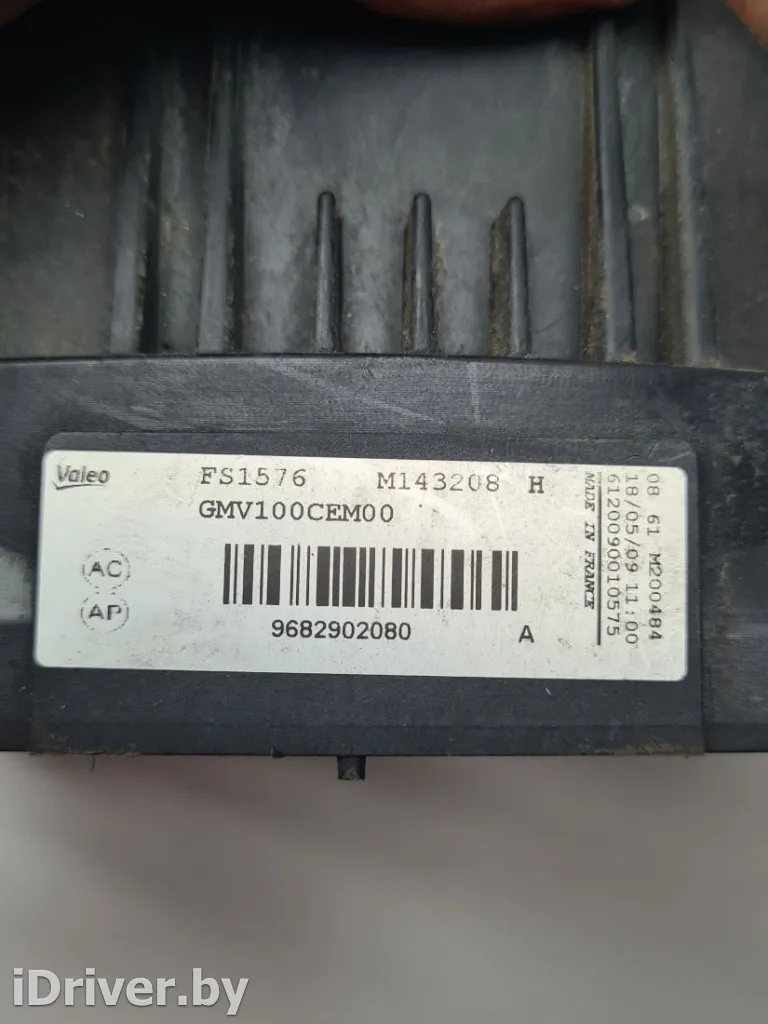 Valeo FS1576 M143208 H
GMV100CEM00
AC
AP
9682902080 A
MADE IN FRANCE
6120090010575
18/05/09 11:00
08 61 M200484
iDriver.by